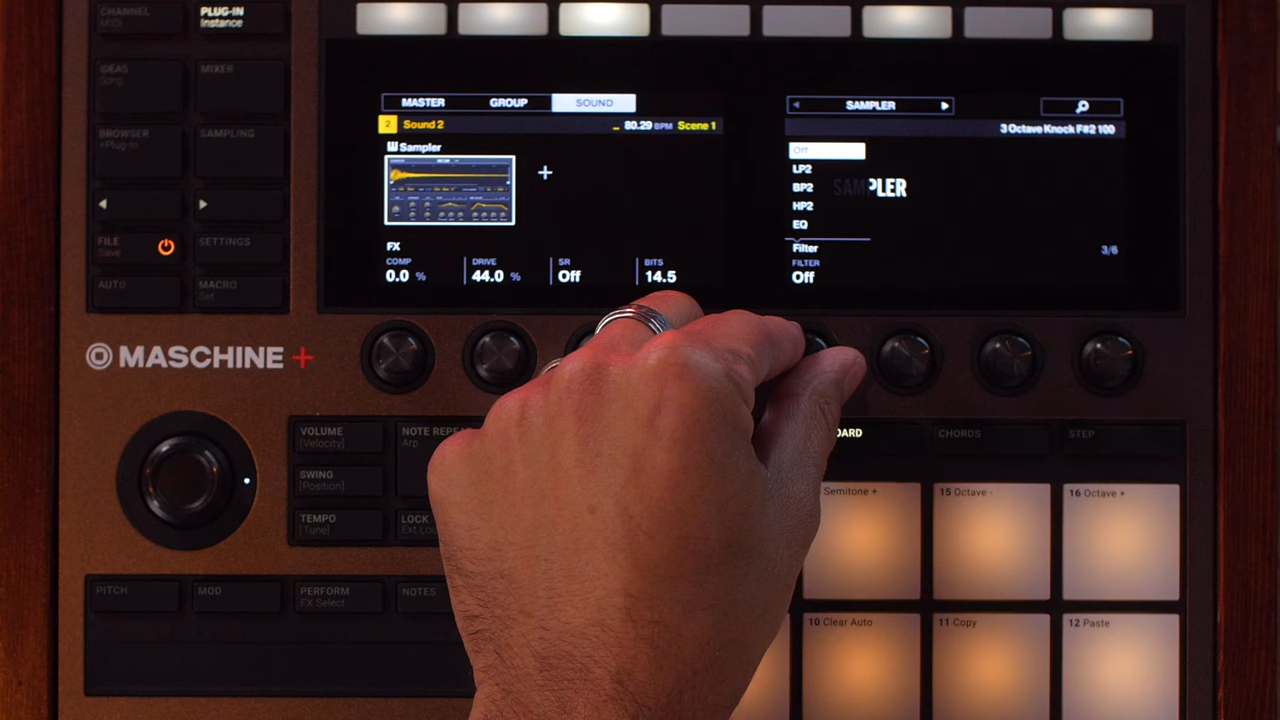 CHANNEL
MIDI
PLUG-IN
Instance
IDEAS
Song
MIXER
BROWSER
+Plug-in
SAMPLING
FILE
Save
SETTINGS
AUTO
MACRO
Set
MASTER GROUP SOUND
2 Sound 2 80.29 BPM Scene 1
Sampler
FX
COMP DRIVE SR BITS
0.0 % 44.0 % Off 14.5
SAMPLER
3 Octave Knock F#2 100
Off
LP2
BP2
HP2
EQ
SAMPLER
Filter 3/6
FILTER
Off
MASCHINE +
VOLUME
[Velocity]
NOTE REPE
Arp
SWING
[Position]
TEMPO
[Tune]
LOCK
Ext Lo
OARD
CHORDS
STEP
Semitone +
15 Octave -
16 Octave +
PITCH
MOD
PERFORM
FX Select
NOTES
10 Clear Auto
11 Copy
12 Paste